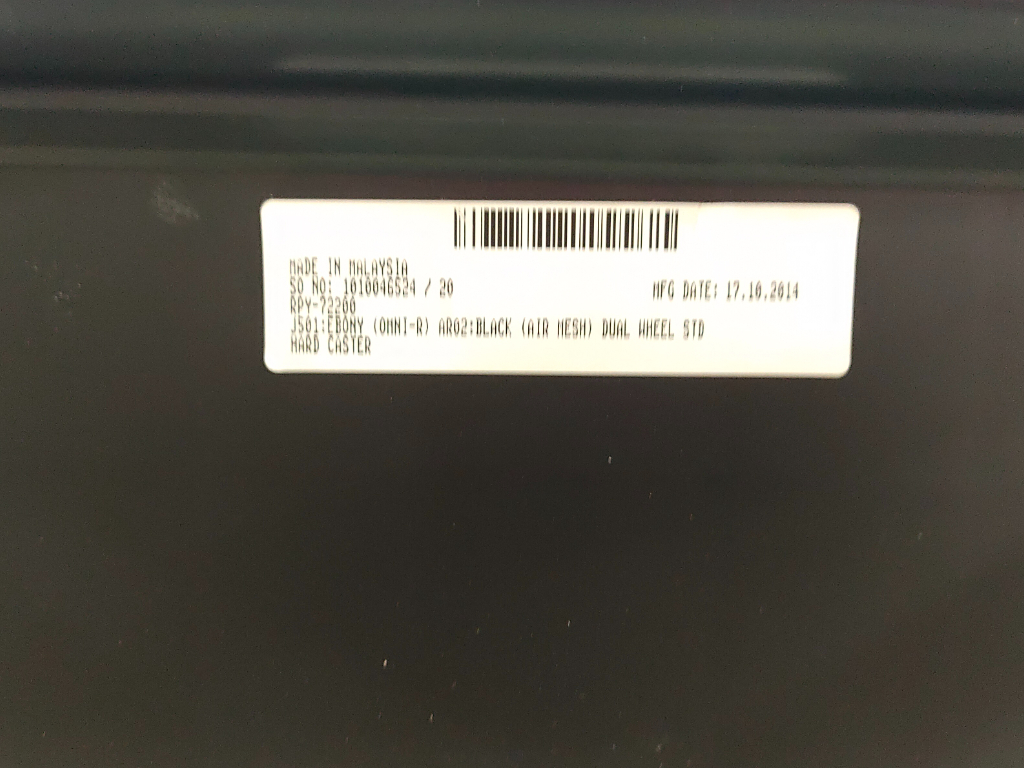 MADE IN MALAYSIA
SO NO: 1010046524 / 20 MFG DATE: 17.10.2014
RPY-72200
J501:EBONY (OMNI-R) AR02:BLACK (AIR MESH) DUAL WHEEL STD
HARD CASTER